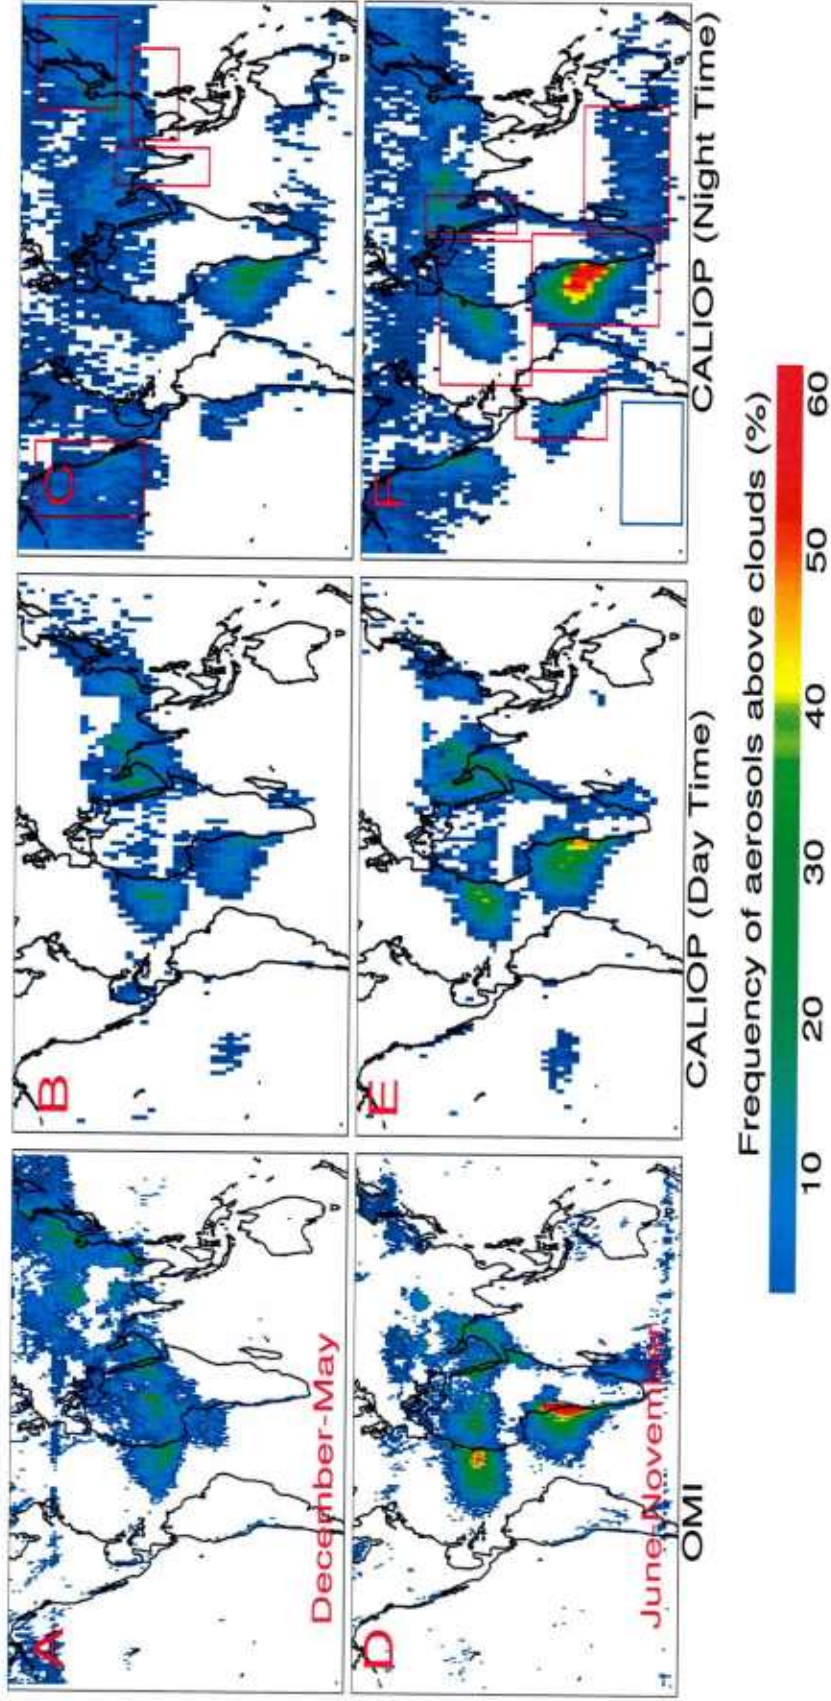 A
B
C
December-May
D
E
F
June-November
OMI
CALIOP (Day Time)
CALIOP (Night Time)
Frequency of aerosols above clouds (%)
10 20 30 40 50 60